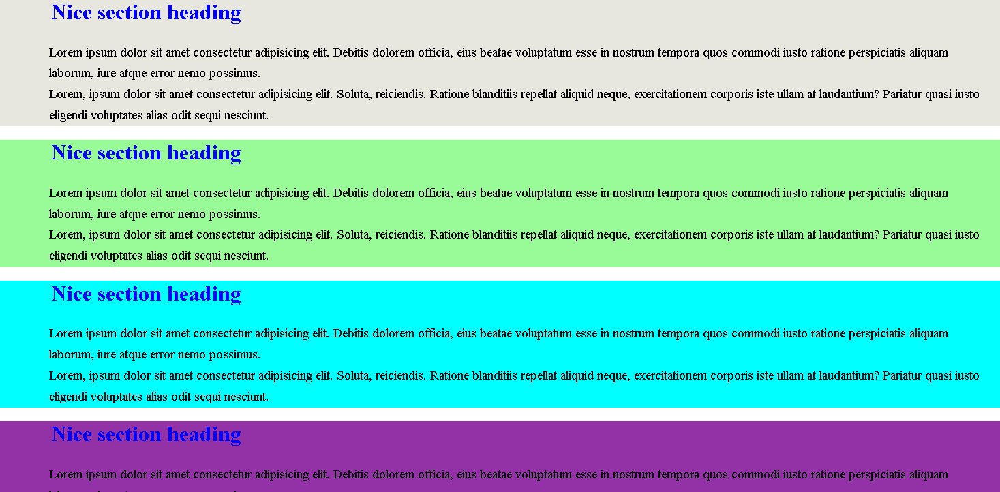 Nice section heading
Lorem ipsum dolor sit amet consectetur adipisicing elit. Debitis dolorem officia, eius beatae voluptatum esse in nostrum tempora quos commodi iusto ratione perspiciatis aliquam
laborum, iure atque error nemo possimus.
Lorem, ipsum dolor sit amet consectetur adipisicing elit. Soluta, reiciendis. Ratione blanditiis repellat aliquid neque, exercitationem corporis iste ullam at laudantium? Pariatur quasi iusto
eligendi voluptates alias odit sequi nesciunt.
Nice section heading
Lorem ipsum dolor sit amet consectetur adipisicing elit. Debitis dolorem officia, eius beatae voluptatum esse in nostrum tempora quos commodi iusto ratione perspiciatis aliquam
laborum, iure atque error nemo possimus.
Lorem, ipsum dolor sit amet consectetur adipisicing elit. Soluta, reiciendis. Ratione blanditiis repellat aliquid neque, exercitationem corporis iste ullam at laudantium? Pariatur quasi iusto
eligendi voluptates alias odit sequi nesciunt.
Nice section heading
Lorem ipsum dolor sit amet consectetur adipisicing elit. Debitis dolorem officia, eius beatae voluptatum esse in nostrum tempora quos commodi iusto ratione perspiciatis aliquam
laborum, iure atque error nemo possimus.
Lorem, ipsum dolor sit amet consectetur adipisicing elit. Soluta, reiciendis. Ratione blanditiis repellat aliquid neque, exercitationem corporis iste ullam at laudantium? Pariatur quasi iusto
eligendi voluptates alias odit sequi nesciunt.
Nice section heading
Lorem ipsum dolor sit amet consectetur adipisicing elit. Debitis dolorem officia, eius beatae voluptatum esse in nostrum tempora quos commodi iusto ratione perspiciatis aliquam